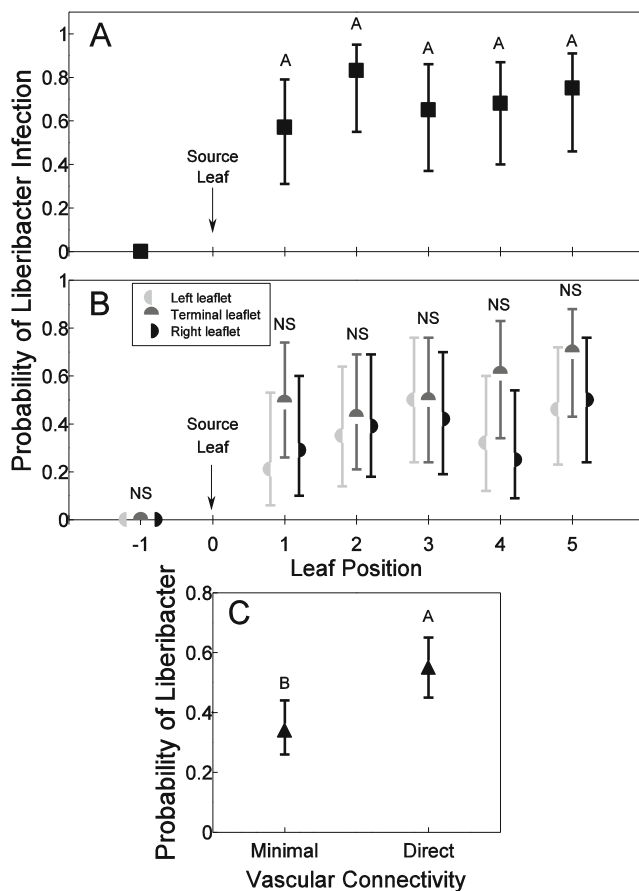 A
Probability of Liberibacter Infection
1
0.8
0.6
0.4
0.2
0
Source
Leaf
A
A
A
A
A
B
1
0.8
0.6
0.4
0.2
0
Left leaflet
Terminal leaflet
Right leaflet
Source
Leaf
NS
NS
NS
NS
NS
NS
-1
0
1
2
3
4
5
Leaf Position
C
Probability of Liberibacter
0.8
0.6
0.4
0.2
0
B
A
Minimal
Direct
Vascular Connectivity